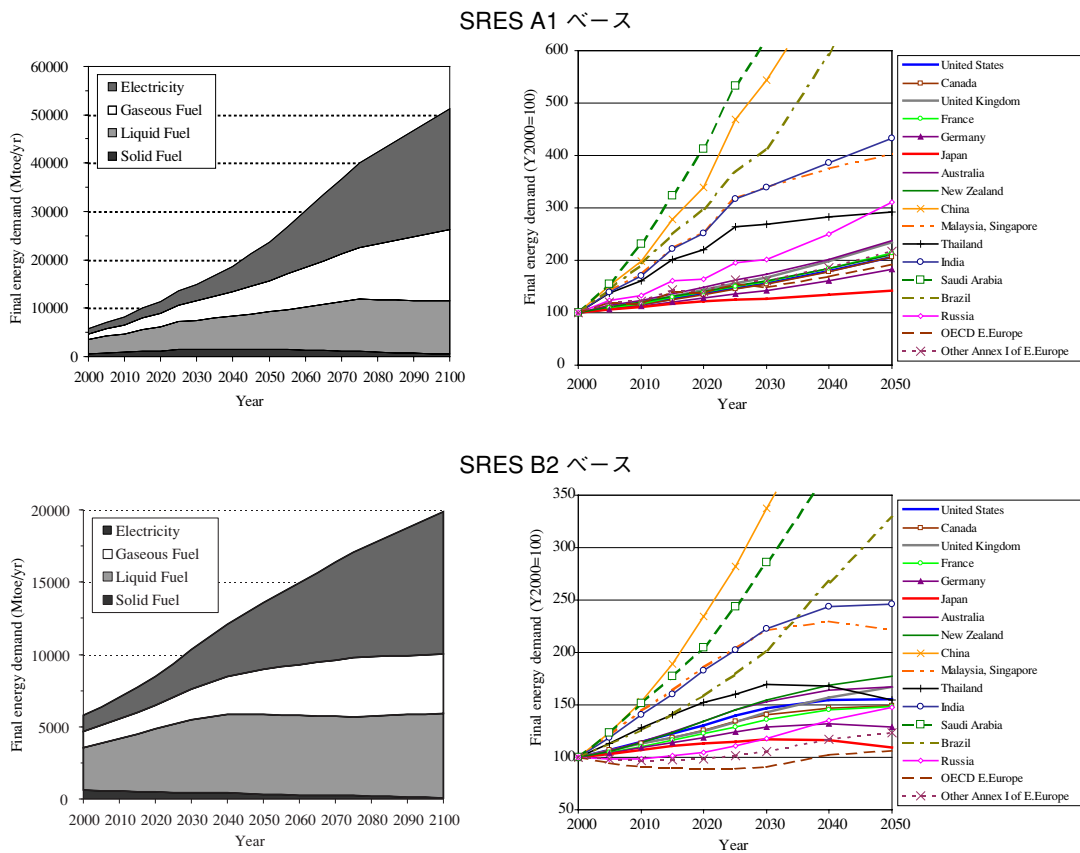 SRES A1 ベース
Final energy demand (Mtoe/yr)
60000
50000
40000
30000
20000
10000
0
Electricity
Gaseous Fuel
Liquid Fuel
Solid Fuel
2000 2010 2020 2030 2040 2050 2060 2070 2080 2090 2100
Year
Final energy demand (Y2000=100)
600
500
400
300
200
100
0
2000 2010 2020 2030 2040 2050
Year
United States
Canada
United Kingdom
France
Germany
Japan
Australia
New Zealand
China
Malaysia, Singapore
Thailand
India
Saudi Arabia
Brazil
Russia
OECD E.Europe
Other Annex I of E.Europe
SRES B2 ベース
Final energy demand (Mtoe/yr)
20000
15000
10000
5000
0
Electricity
Gaseous Fuel
Liquid Fuel
Solid Fuel
2000 2010 2020 2030 2040 2050 2060 2070 2080 2090 2100
Year
Final energy demand (Y2000=100)
350
300
250
200
150
100
50
2000 2010 2020 2030 2040 2050
Year
United States
Canada
United Kingdom
France
Germany
Japan
Australia
New Zealand
China
Malaysia, Singapore
Thailand
India
Saudi Arabia
Brazil
Russia
OECD E.Europe
Other Annex I of E.Europe